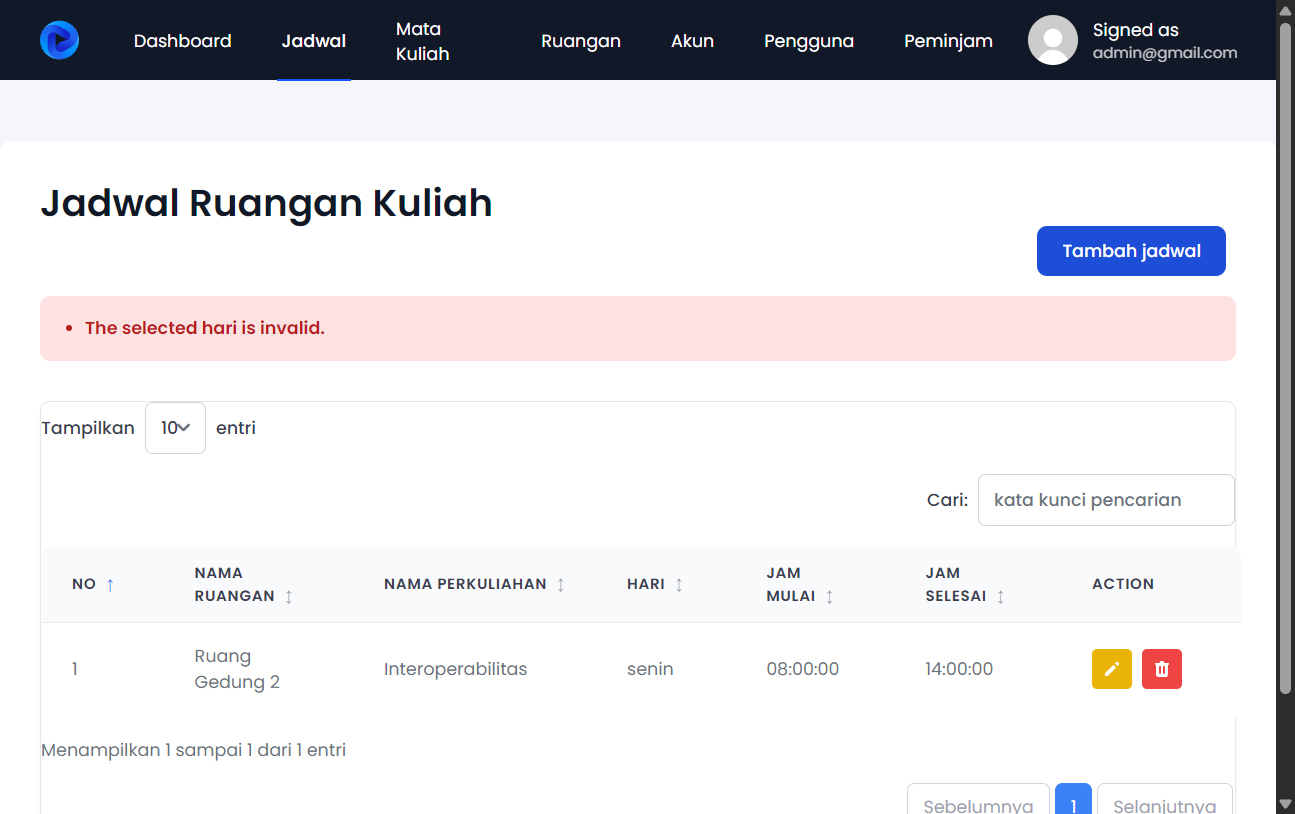 Dashboard
Jadwal
Mata
Kuliah
Ruangan
Akun
Pengguna
Peminjam
Signed as
admin@gmail.com
Jadwal Ruangan Kuliah
Tambah jadwal
The selected hari is invalid.
Tampilkan 10 entri
Cari: kata kunci pencarian
NO
NAMA
RUANGAN
NAMA PERKULIAHAN
HARI
JAM
MULAI
JAM
SELESAI
ACTION
1
Ruang
Gedung 2
Interoperabilitas
senin
08:00:00
14:00:00
Menampilkan 1 sampai 1 dari 1 entri
Sebelumnya
1
Selanjutnya